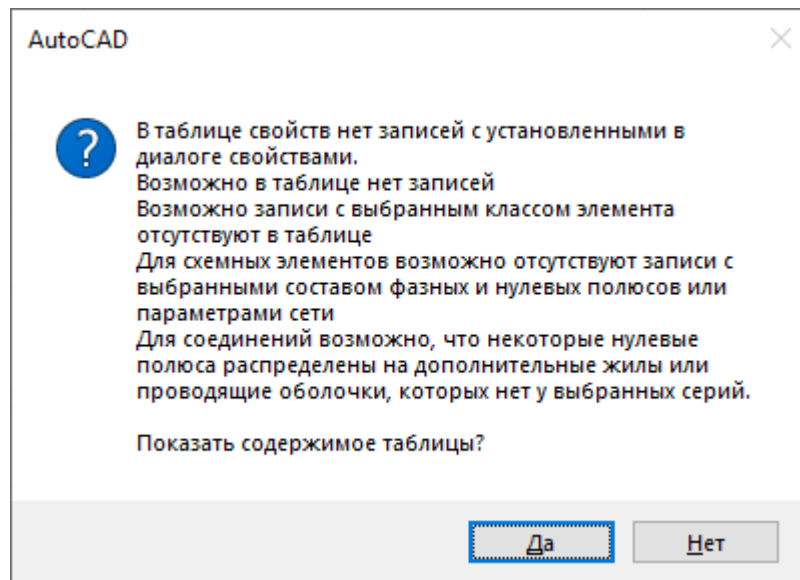 AutoCAD
В таблице свойств нет записей с установленными в
диалоге свойствами.
Возможно в таблице нет записей
Возможно записи с выбранным классом элемента
отсутствуют в таблице
Для схемных элементов возможно отсутствуют записи с
выбранными составом фазных и нулевых полюсов или
параметрами сети
Для соединений возможно, что некоторые нулевые
полюса распределены на дополнительные жилы или
проводящие оболочки, которых нет у выбранных серий.
Показать содержимое таблицы?
Да
Нет